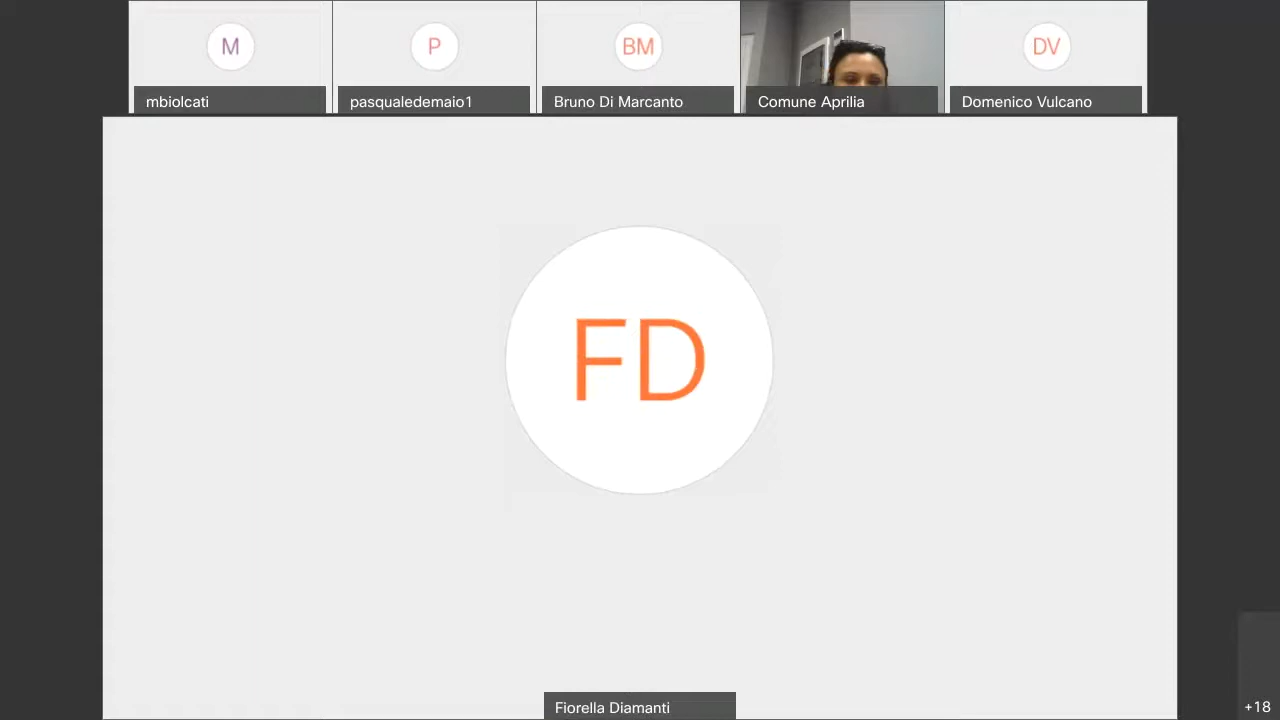 M
P
BM
DV
mbiolcati
pasqualedemaio1
Bruno Di Marcanto
Comune Aprilia
Domenico Vulcano
FD
Fiorella Diamanti
+18